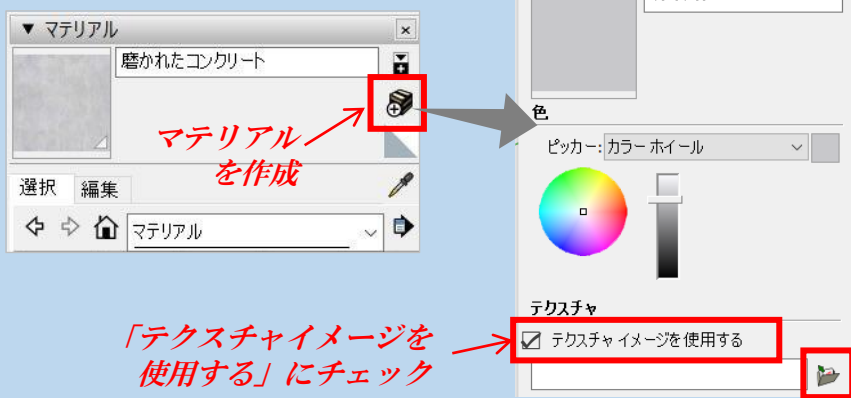 ▼ マテリアル
磨かれたコンクリート
マテリアル
を作成
選択 編集
マテリアル
色
ピッカー: カラー ホイール
テクスチャ
「テクスチャイメージを
使用する」にチェック
テクスチャ イメージを使用する